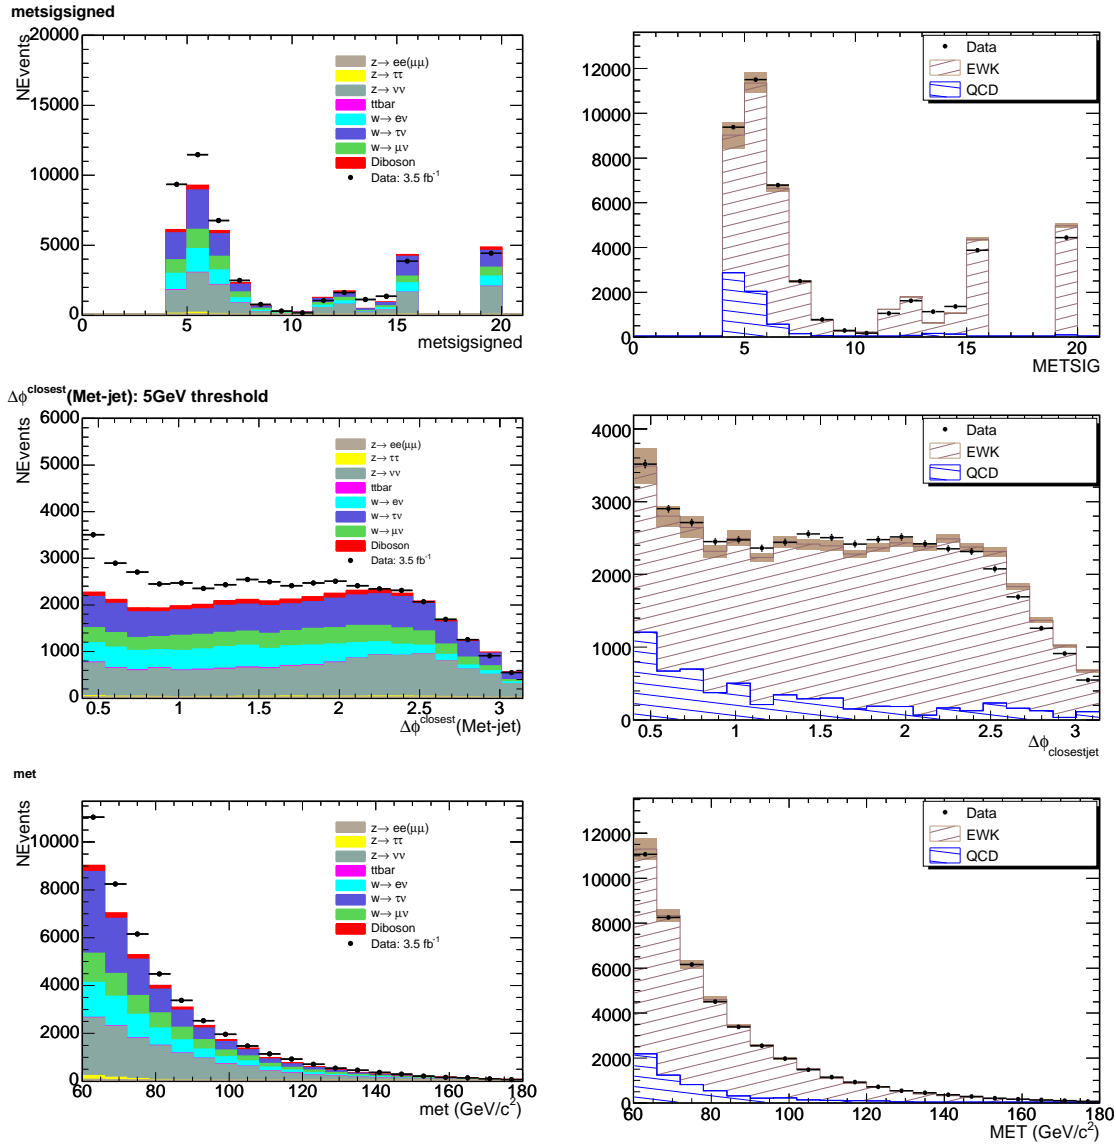 metsigsigned
NEvents
20000
15000
10000
5000
0
0 5 10 15 20
metsigsigned
z→ ee(μμ)
z→ ττ
z→ νν
ttbar
w→ eν
w→ τν
w→ μν
Diboson
Data: 3.5 fb⁻¹
12000
10000
8000
6000
4000
2000
0
0 5 10 15 20
METSIG
Data
EWK
QCD
Δϕ^closest(Met-jet): 5GeV threshold
NEvents
6000
5000
4000
3000
2000
1000
0
0.5 1 1.5 2 2.5 3
Δϕ^closest(Met-jet)
z→ ee(μμ)
z→ ττ
z→ νν
ttbar
w→ eν
w→ τν
w→ μν
Diboson
Data: 3.5 fb⁻¹
4000
3000
2000
1000
0
0.5 1 1.5 2 2.5 3
Δϕ_closestjet
Data
EWK
QCD
met
NEvents
10000
8000
6000
4000
2000
0
60 80 100 120 140 160 180
met (GeV/c²)
z→ ee(μμ)
z→ ττ
z→ νν
ttbar
w→ eν
w→ τν
w→ μν
Diboson
Data: 3.5 fb⁻¹
12000
10000
8000
6000
4000
2000
0
60 80 100 120 140 160 180
MET (GeV/c²)
Data
EWK
QCD